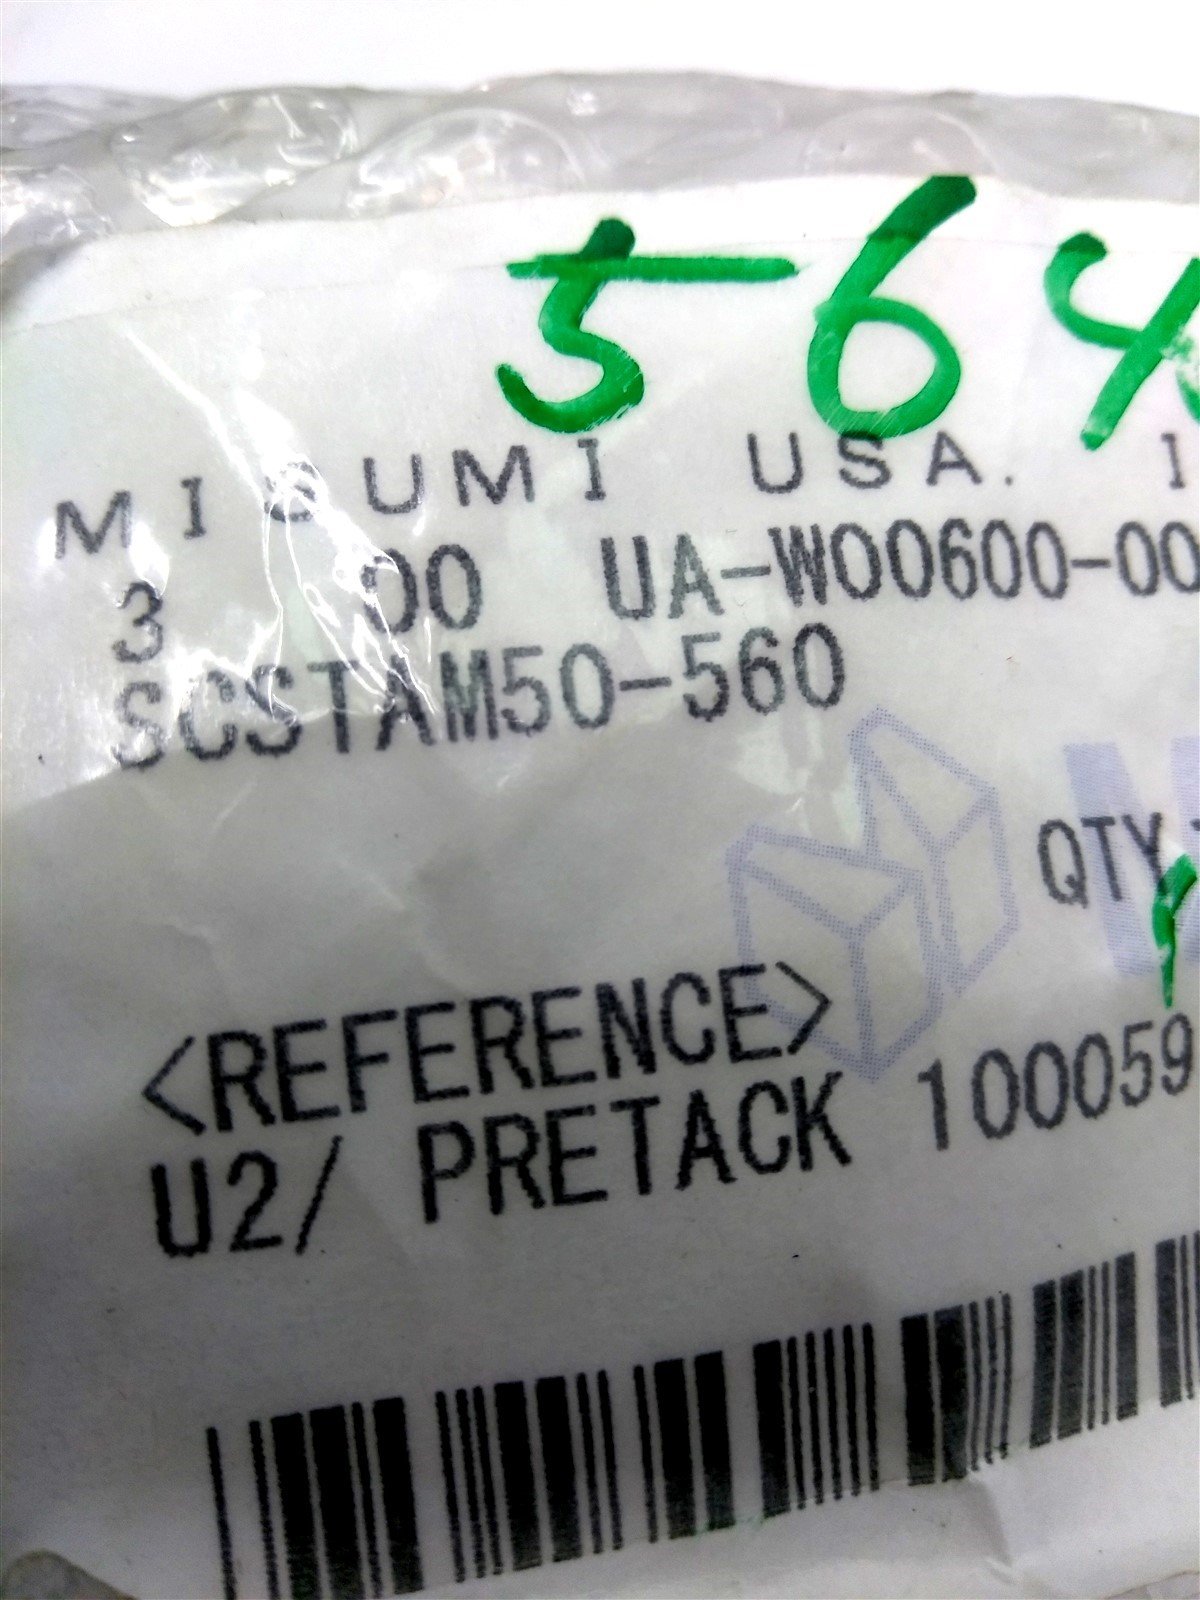 564
MISUMI USA. I
3 00 UA-W00600-00
SCSTAM50-560
QTY
<REFERENCE>
U2/ PRETACK 100059